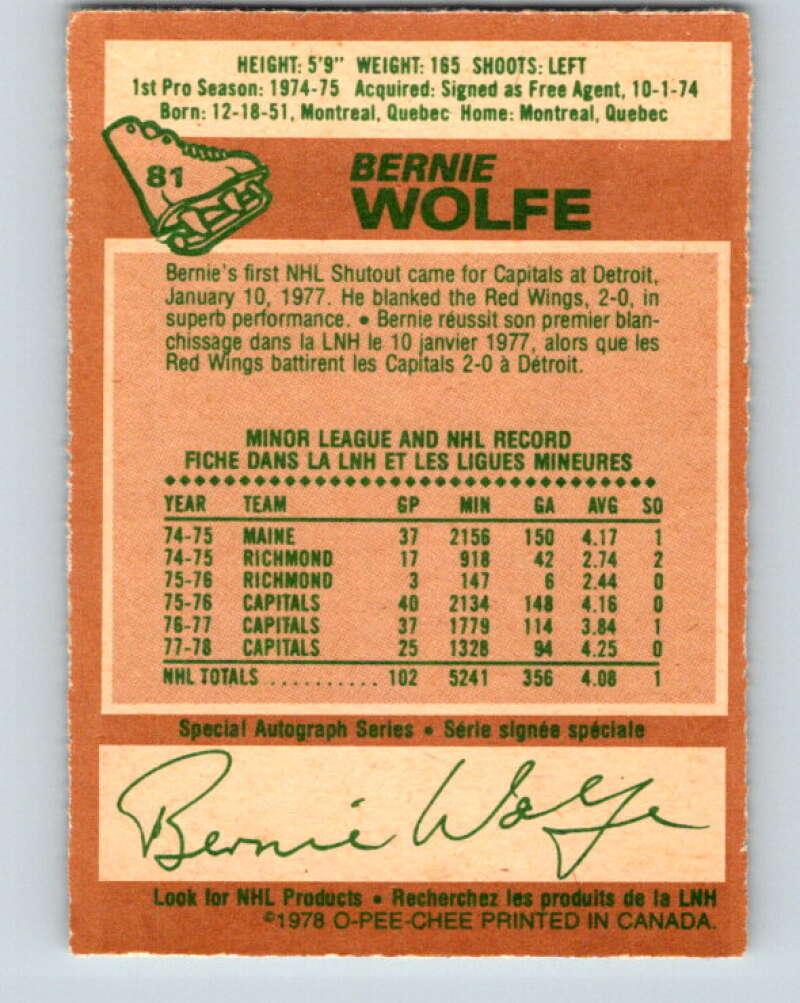 HEIGHT: 5'9" WEIGHT: 165 SHOOTS: LEFT
1st Pro Season: 1974-75 Acquired: Signed as Free Agent, 10-1-74
Born: 12-18-51, Montreal, Quebec Home: Montreal, Quebec
81
BERNIE
WOLFE
Bernie's first NHL Shutout came for Capitals at Detroit,
January 10, 1977. He blanked the Red Wings, 2-0, in
superb performance. • Bernie réussit son premier blan-
chissage dans la LNH le 10 janvier 1977, alors que les
Red Wings battirent les Capitals 2-0 à Détroit.
MINOR LEAGUE AND NHL RECORD
FICHE DANS LA LNH ET LES LIGUES MINEURES
YEAR TEAM GP MIN GA AVG SO
74-75 MAINE 37 2156 150 4.17 1
74-75 RICHMOND 17 918 42 2.74 2
75-76 RICHMOND 3 147 6 2.44 0
75-76 CAPITALS 40 2134 148 4.16 0
76-77 CAPITALS 37 1779 114 3.84 1
77-78 CAPITALS 25 1328 94 4.25 0
NHL TOTALS .......... 102 5241 356 4.08 1
Special Autograph Series • Série signée spéciale
Bernie Wolfe
Look for NHL Products • Recherchez les produits de la LNH
©1978 O-PEE-CHEE PRINTED IN CANADA.